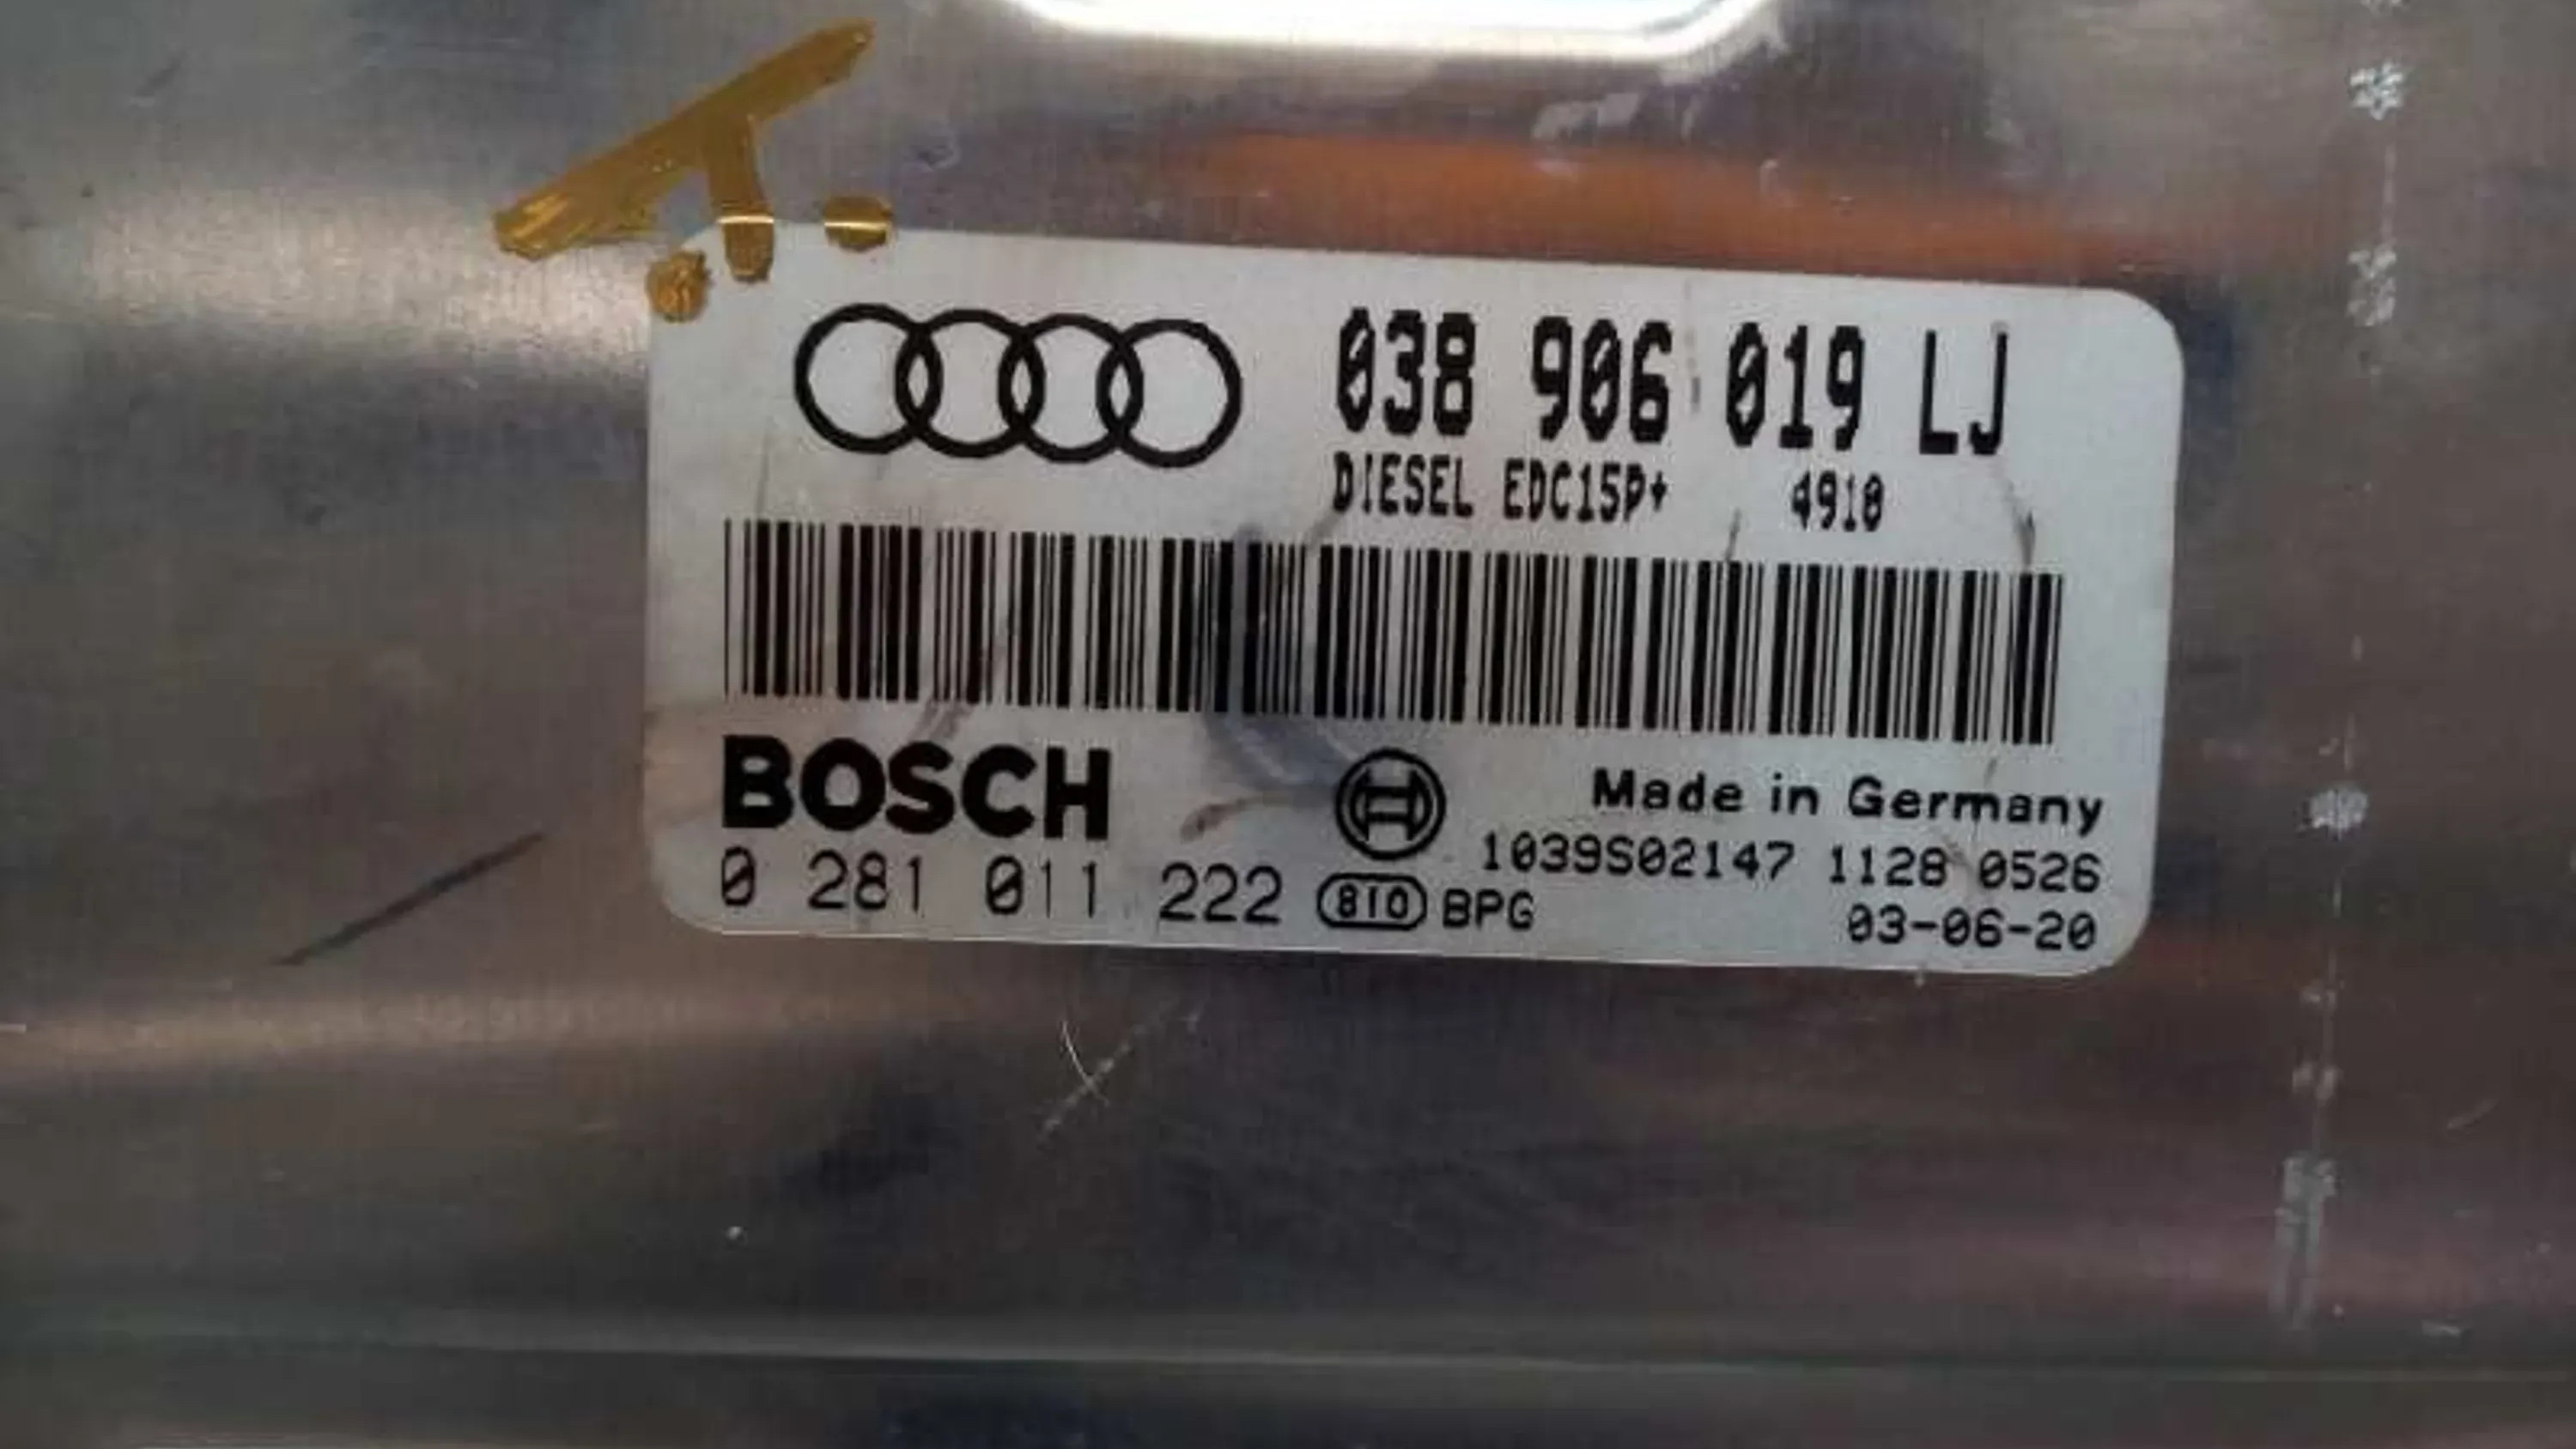 038 906 019 LJ
DIESEL EDC15P+ 4910
BOSCH
Made in Germany
1039S02147 1128 0526
0 281 011 222 810 BPG
03-06-20